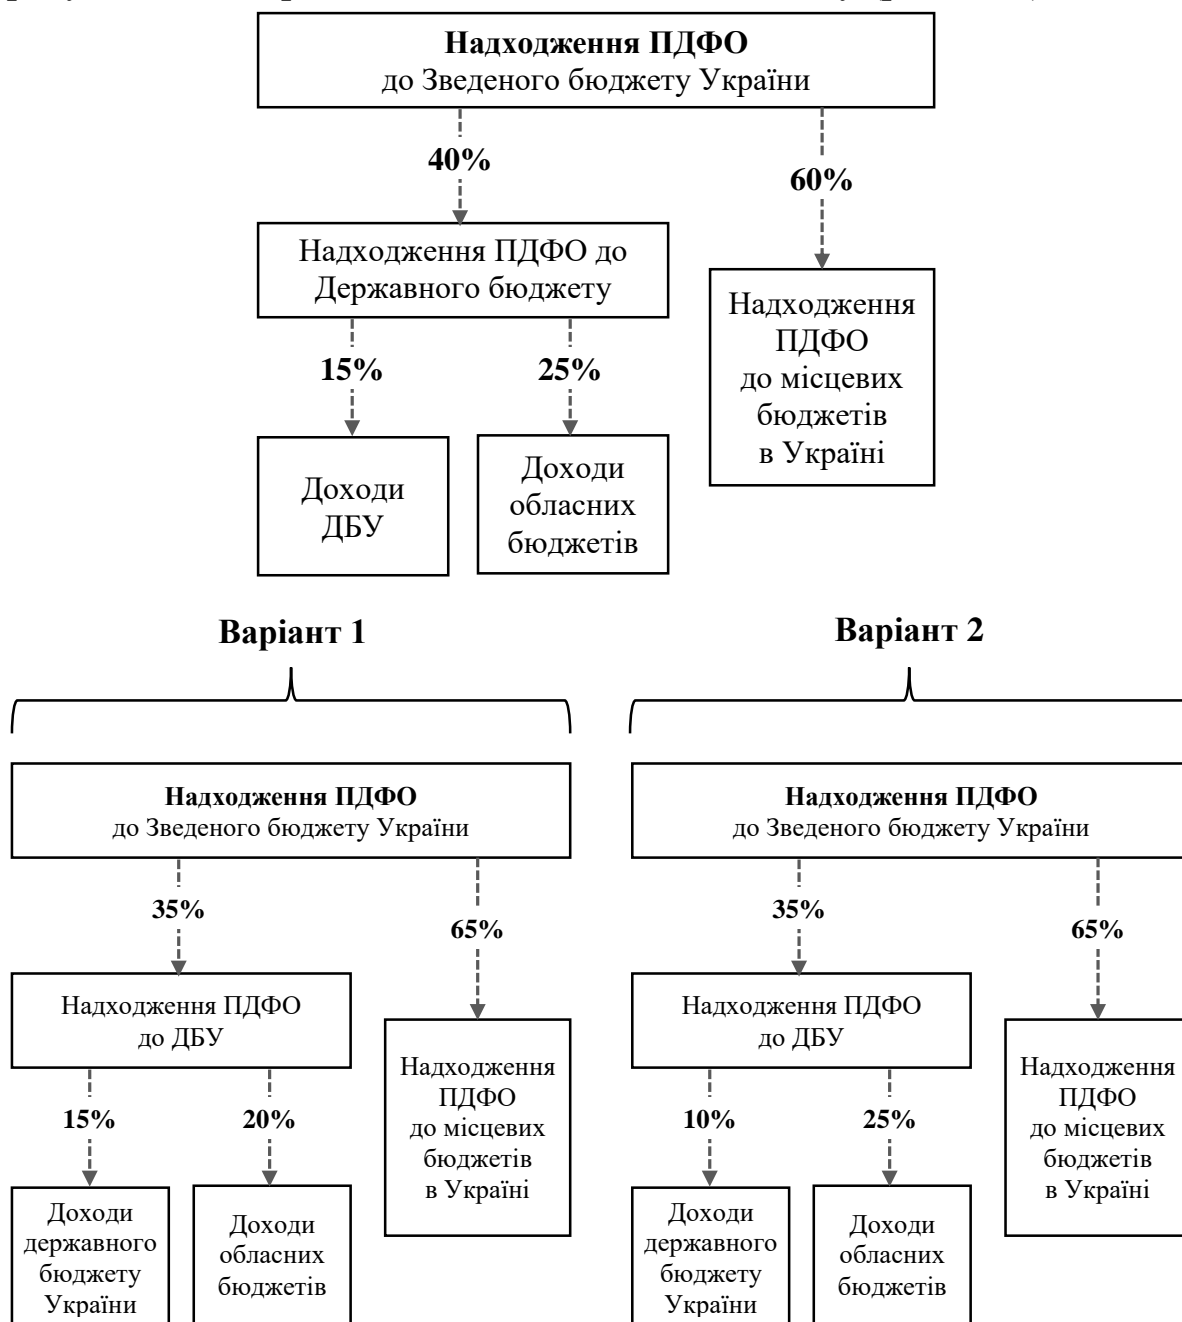 Надходження ПДФО
до Зведеного бюджету України
40%
60%
Надходження ПДФО до
Державного бюджету
Надходження
ПДФО
до місцевих
бюджетів
в Україні
15%
25%
Доходи
ДБУ
Доходи
обласних
бюджетів
Варіант 1
Варіант 2
Надходження ПДФО
до Зведеного бюджету України
35%
65%
Надходження ПДФО
до ДБУ
Надходження
ПДФО
до місцевих
бюджетів
в Україні
15%
20%
Доходи
державного
бюджету
України
Доходи
обласних
бюджетів
Надходження ПДФО
до Зведеного бюджету України
35%
65%
Надходження ПДФО
до ДБУ
Надходження
ПДФО
до місцевих
бюджетів
в Україні
10%
25%
Доходи
державного
бюджету
України
Доходи
обласних
бюджетів